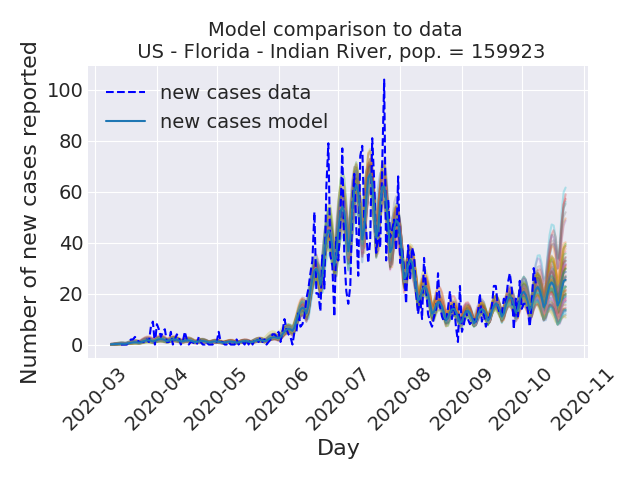 Model comparison to data
US - Florida - Indian River, pop. = 159923
Number of new cases reported
100
80
60
40
20
0
new cases data
new cases model
2020-03
2020-04
2020-05
2020-06
2020-07
2020-08
2020-09
2020-10
2020-11
Day